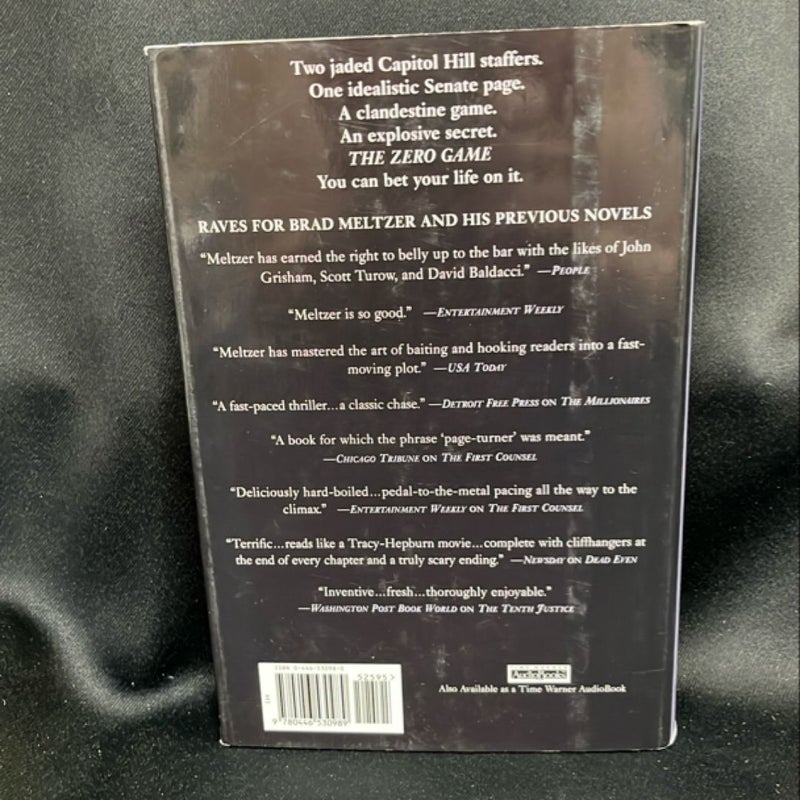 Two jaded Capitol Hill staffers.
One idealistic Senate page.
A clandestine game.
An explosive secret.
THE ZERO GAME
You can bet your life on it.
RAVES FOR BRAD MELTZER AND HIS PREVIOUS NOVELS
“Meltzer has earned the right to belly up to the bar with the likes of John
Grisham, Scott Turow, and David Baldacci.” —PEOPLE
“Meltzer is so good.” —ENTERTAINMENT WEEKLY
“Meltzer has mastered the art of baiting and hooking readers into a fast-
moving plot.” —USA TODAY
“A fast-paced thriller...a classic chase.” —DETROIT FREE PRESS ON THE MILLIONAIRES
“A book for which the phrase ‘page-turner’ was meant.”
—CHICAGO TRIBUNE ON THE FIRST COUNSEL
“Deliciously hard-boiled...pedal-to-the-metal pacing all the way to the
climax.” —ENTERTAINMENT WEEKLY ON THE FIRST COUNSEL
“Terrific...reads like a Tracy-Hepburn movie...complete with cliffhangers at
the end of every chapter and a truly scary ending.” —NEWSDAY ON DEAD EVEN
“Inventive...fresh...thoroughly enjoyable.”
—WASHINGTON POST BOOK WORLD ON THE TENTH JUSTICE
ISBN 0-446-53098-0
52595>
9 780446 530989
AudioBooks
Also Available as a Time Warner AudioBook